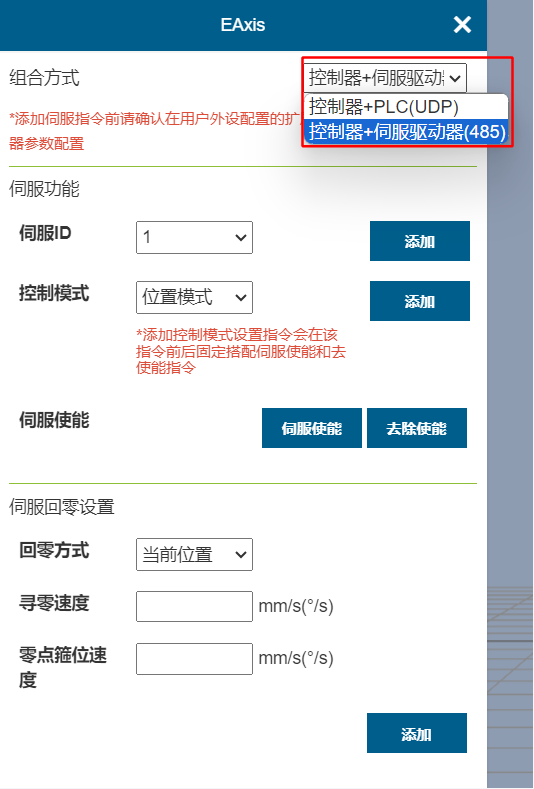 EAxis
组合方式
控制器+伺服驱动
控制器+PLC(UDP)
控制器+伺服驱动器(485)
*添加伺服指令前请确认在用户外设配置的扩
器参数配置
伺服功能
伺服ID
1
添加
控制模式
位置模式
添加
*添加控制模式设置指令会在该
指令前后固定搭配伺服使能和去
使能指令
伺服使能
伺服使能
去除使能
伺服回零设置
回零方式
当前位置
寻零速度
mm/s(°/s)
零点箍位速
度
mm/s(°/s)
添加